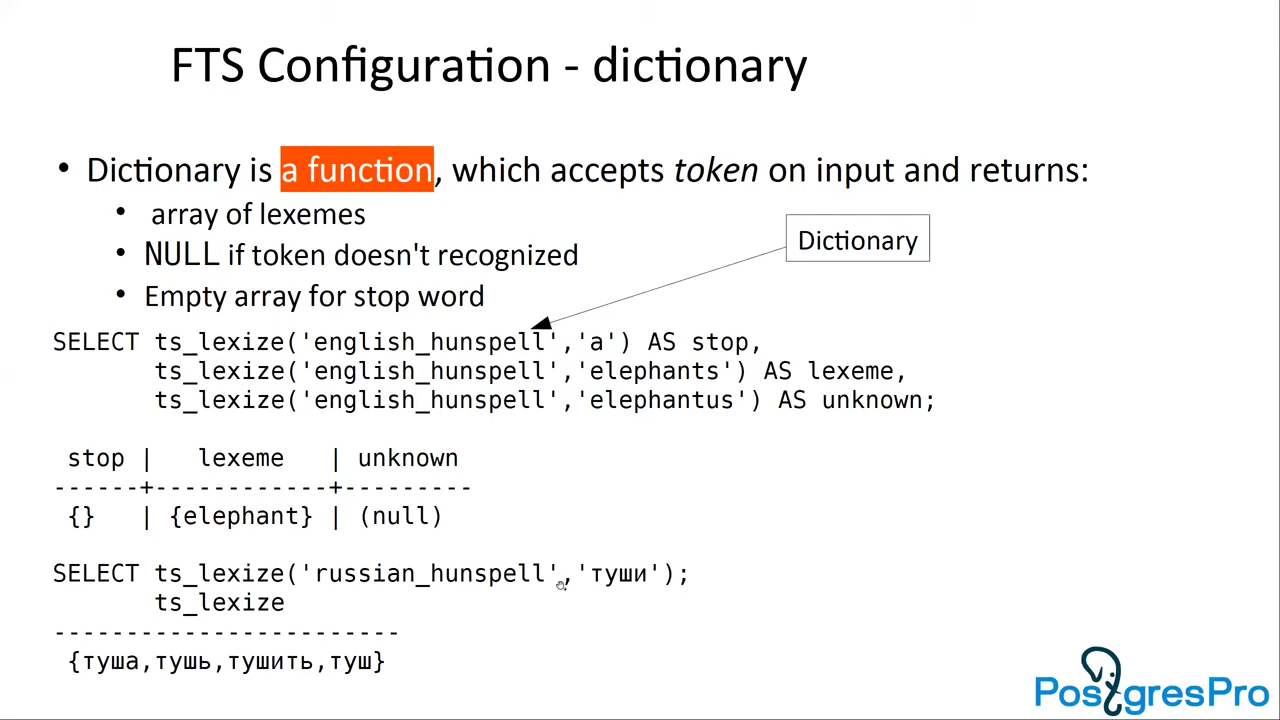 FTS Configuration - dictionary
• Dictionary is a function, which accepts token on input and returns:
• array of lexemes
• NULL if token doesn't recognized
Dictionary
• Empty array for stop word
SELECT ts_lexize('english_hunspell','a') AS stop,
ts_lexize('english_hunspell','elephants') AS lexeme,
ts_lexize('english_hunspell','elephantus') AS unknown;
stop | lexeme | unknown
------+------------+---------
{} | {elephant} | (null)
SELECT ts_lexize('russian_hunspell','туши');
ts_lexize
------------------------
{туша,тушь,тушить,туш}
PostgresPro